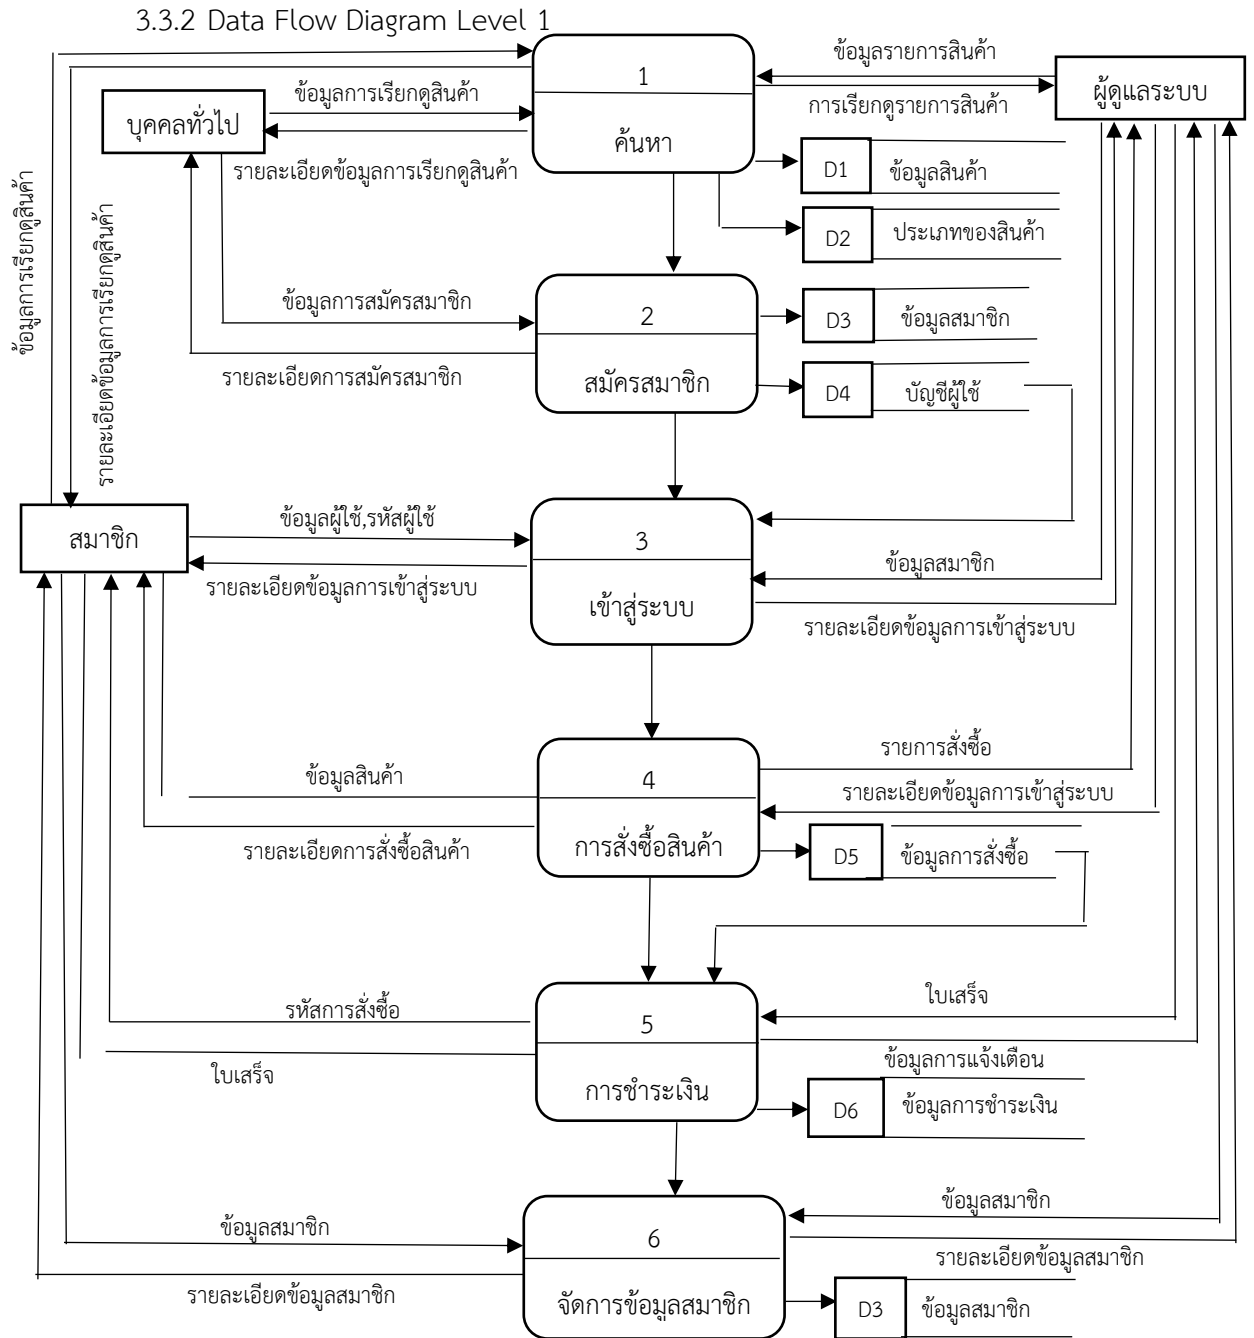 3.3.2 Data Flow Diagram Level 1
1
ค้นหา
ข้อมูลรายการสินค้า
การเรียกดูรายการสินค้า
ผู้ดูแลระบบ
บุคคลทั่วไป
ข้อมูลการเรียกดูสินค้า
รายละเอียดข้อมูลการเรียกดูสินค้า
D1
ข้อมูลสินค้า
D2
ประเภทของสินค้า
ข้อมูลการเรียกดูสินค้า
รายละเอียดข้อมูลการเรียกดูสินค้า
ข้อมูลการสมัครสมาชิก
รายละเอียดการสมัครสมาชิก
2
สมัครสมาชิก
D3
ข้อมูลสมาชิก
D4
บัญชีผู้ใช้
สมาชิก
ข้อมูลผู้ใช้,รหัสผู้ใช้
รายละเอียดข้อมูลการเข้าสู่ระบบ
3
เข้าสู่ระบบ
ข้อมูลสมาชิก
รายละเอียดข้อมูลการเข้าสู่ระบบ
ข้อมูลสินค้า
รายละเอียดการสั่งซื้อสินค้า
4
การสั่งซื้อสินค้า
รายการสั่งซื้อ
รายละเอียดข้อมูลการเข้าสู่ระบบ
D5
ข้อมูลการสั่งซื้อ
รหัสการสั่งซื้อ
ใบเสร็จ
5
การชำระเงิน
ใบเสร็จ
ข้อมูลการแจ้งเตือน
D6
ข้อมูลการชำระเงิน
ข้อมูลสมาชิก
รายละเอียดข้อมูลสมาชิก
6
จัดการข้อมูลสมาชิก
ข้อมูลสมาชิก
รายละเอียดข้อมูลสมาชิก
D3
ข้อมูลสมาชิก